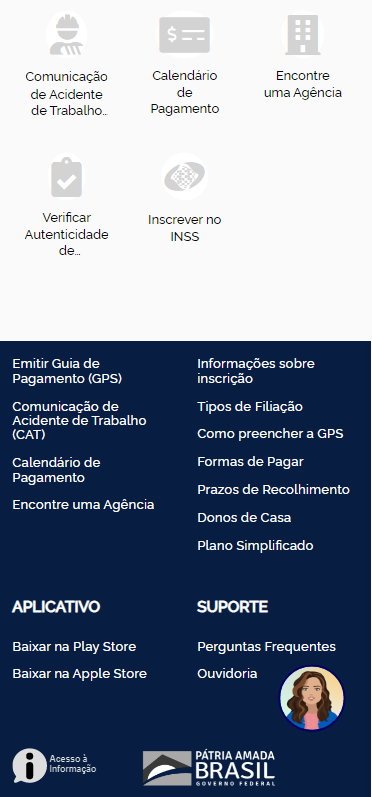 Comunicação
de Acidente
de Trabalho...
Calendário
de
Pagamento
Encontre
uma Agência
Verificar
Autenticidade
de...
Inscrever no
INSS
Emitir Guia de
Pagamento (GPS)
Comunicação de
Acidente de Trabalho
(CAT)
Calendário de
Pagamento
Encontre uma Agência
Informações sobre
inscrição
Tipos de Filiação
Como preencher a GPS
Formas de Pagar
Prazos de Recolhimento
Donos de Casa
Plano Simplificado
APLICATIVO
Baixar na Play Store
Baixar na Apple Store
SUPORTE
Perguntas Frequentes
Ouvidoria
Acesso à
Informação
PÁTRIA AMADA
BRASIL
GOVERNO FEDERAL